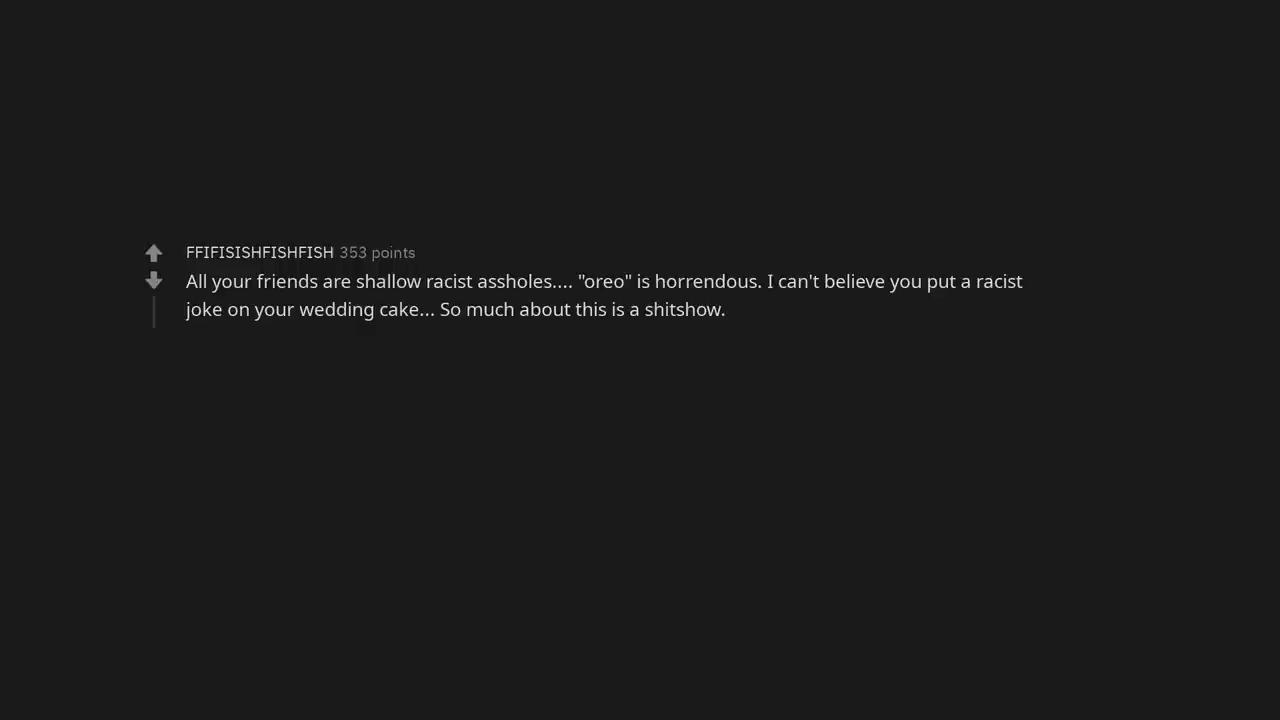 FFIFISISHFISHFISH 353 points
All your friends are shallow racist assholes.... "oreo" is horrendous. I can't believe you put a racist
joke on your wedding cake... So much about this is a shitshow.